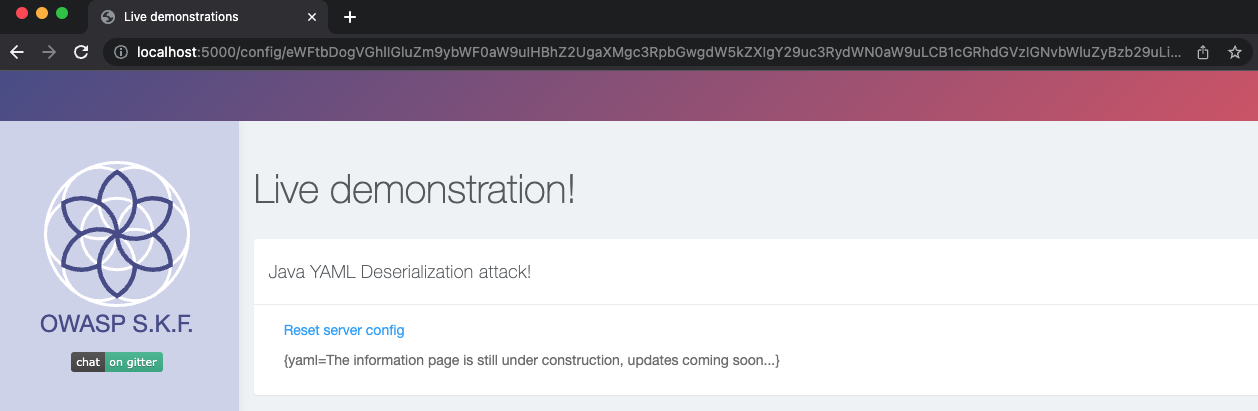 Live demonstrations
localhost:5000/config/eWFtbDogVGhlIGluZm9ybWF0aW9uIHBhZ2UgaXMgc3RpbGwgdW5kZXIgY29uc3RydWN0aW9uLCB1cGRhdGVzIGNvbWluZyBzb29uLi...
Live demonstration!
Java YAML Deserialization attack!
OWASP S.K.F.
chat on gitter
Reset server config
{yaml=The information page is still under construction, updates coming soon...}